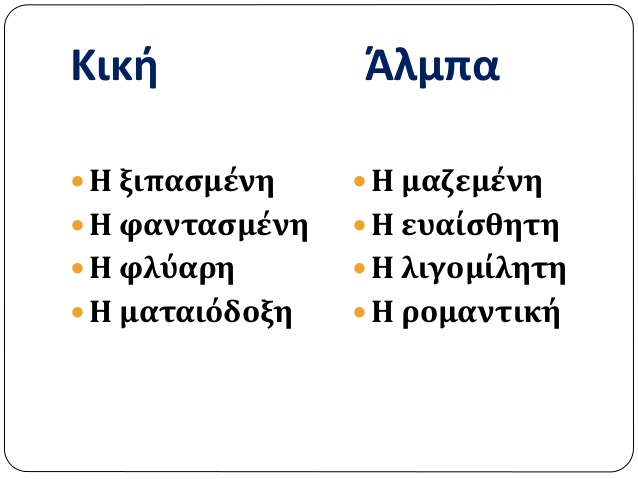 Κική
Άλμπα
Η ξιπασμένη
Η φαντασμένη
Η φλύαρη
Η ματαιόδοξη
Η μαζεμένη
Η ευαίσθητη
Η λιγομίλητη
Η ρομαντική